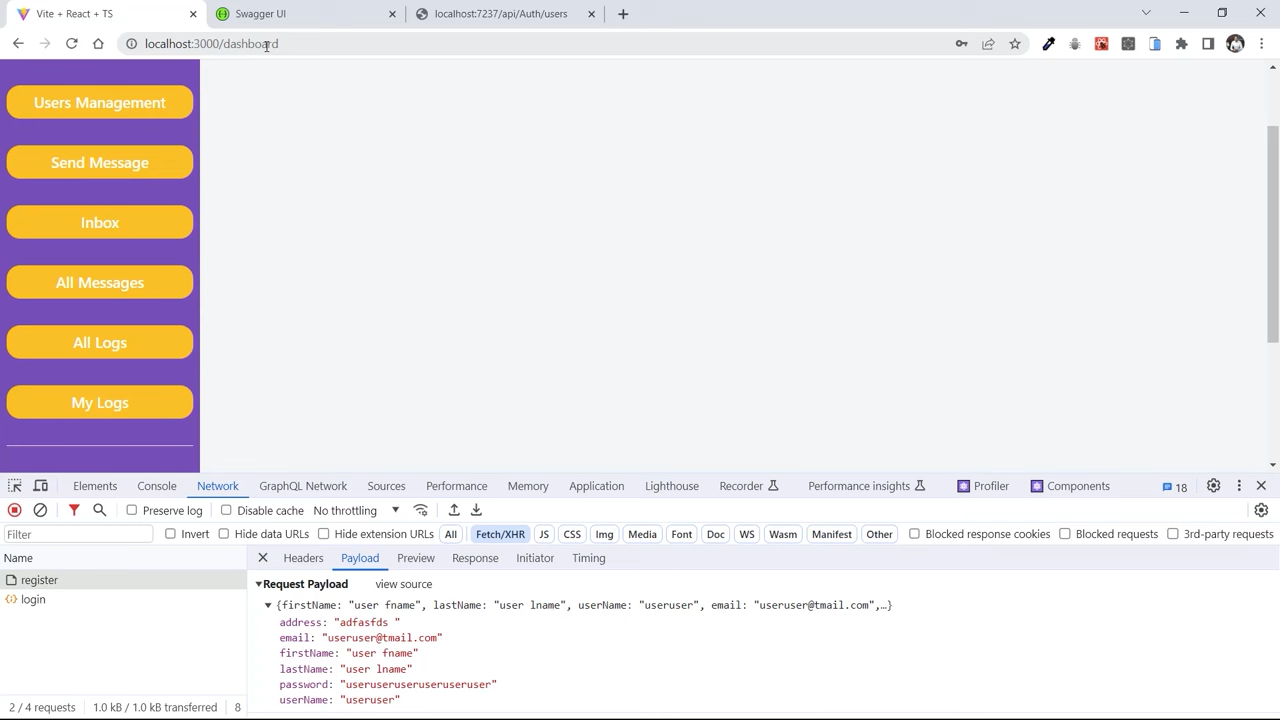 Vite + React + TS
Swagger UI
localhost:7237/api/Auth/users
localhost:3000/dashboard
Users Management
Send Message
Inbox
All Messages
All Logs
My Logs
Elements Console Network GraphQL Network Sources Performance Memory Application Lighthouse Recorder Performance insights Profiler Components 18
Preserve log Disable cache No throttling
Filter Invert Hide data URLs Hide extension URLs All Fetch/XHR JS CSS Img Media Font Doc WS Wasm Manifest Other Blocked response cookies Blocked requests 3rd-party requests
Name Headers Payload Preview Response Initiator Timing
register
login
Request Payload view source
{firstName: "user fname", lastName: "user lname", userName: "useruser", email: "useruser@tmail.com",…}
address: "adfasfds "
email: "useruser@tmail.com"
firstName: "user fname"
lastName: "user lname"
password: "useruseruseruseruseruser"
userName: "useruser"
2 / 4 requests 1.0 kB / 1.0 kB transferred 8